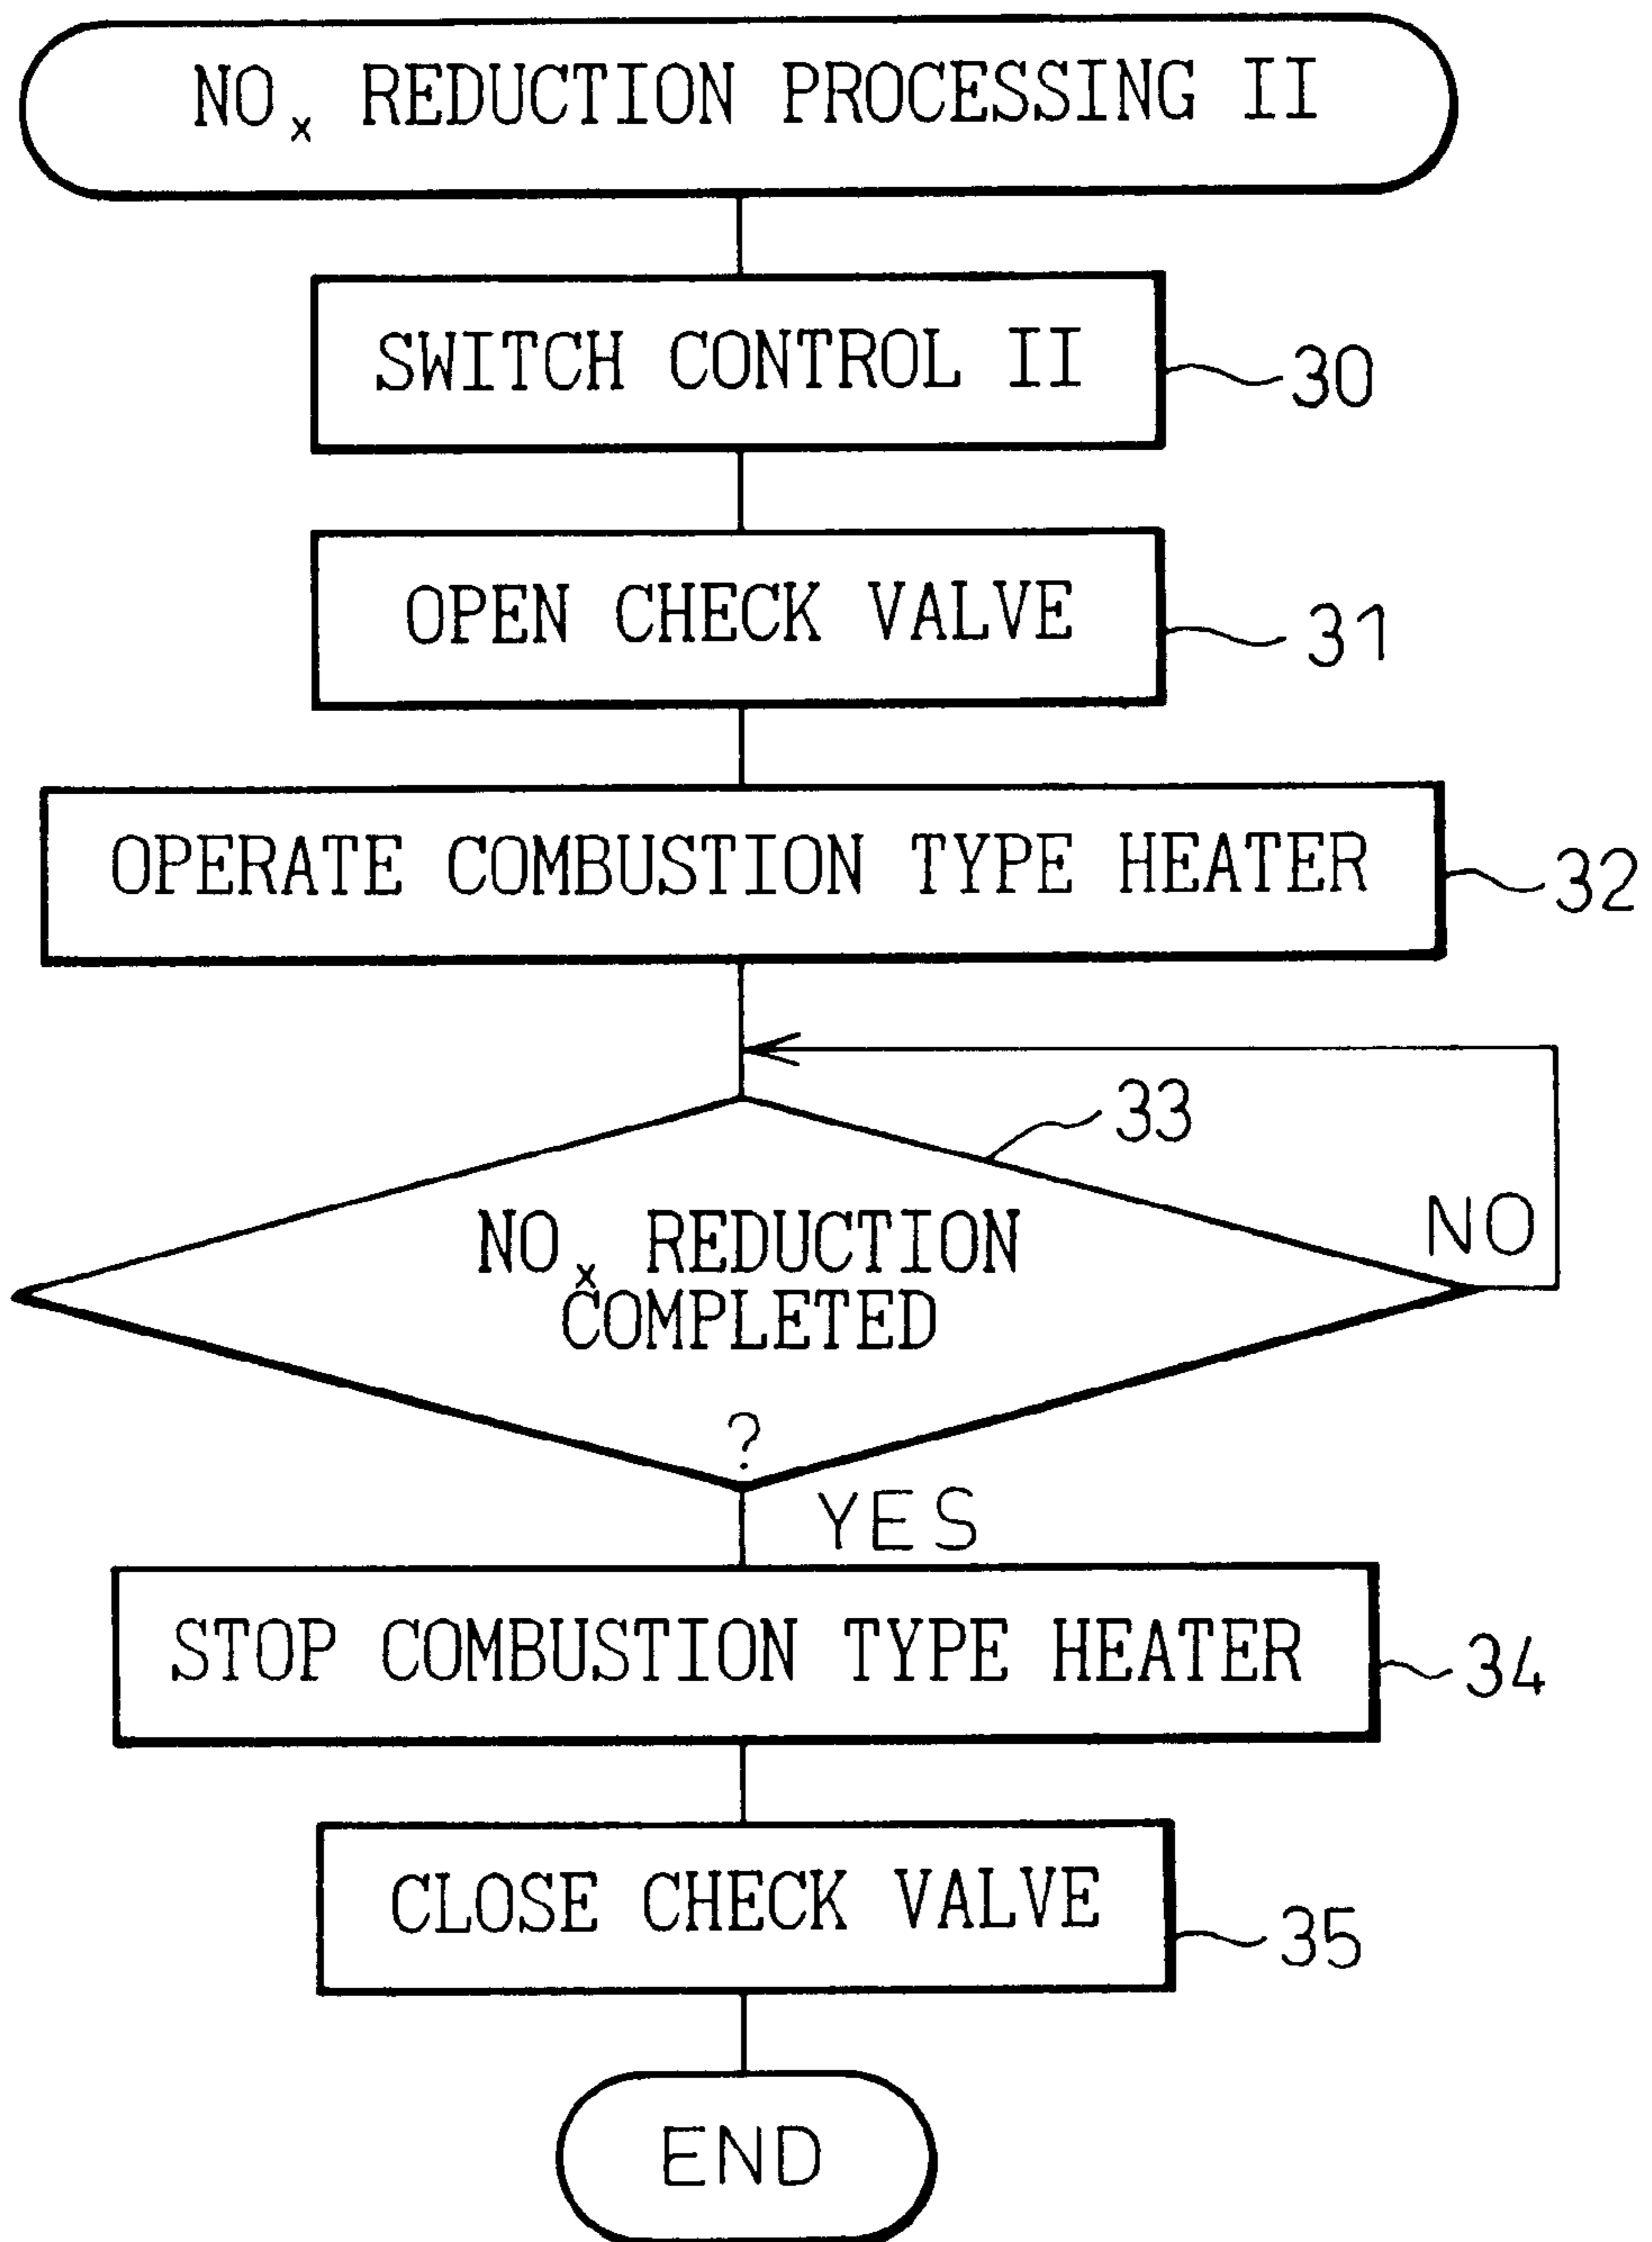 NOx REDUCTION PROCESSING II
SWITCH CONTROL II
30
OPEN CHECK VALVE
31
OPERATE COMBUSTION TYPE HEATER
32
33
NO
NOx REDUCTION
COMPLETED
?
YES
STOP COMBUSTION TYPE HEATER
34
CLOSE CHECK VALVE
35
END